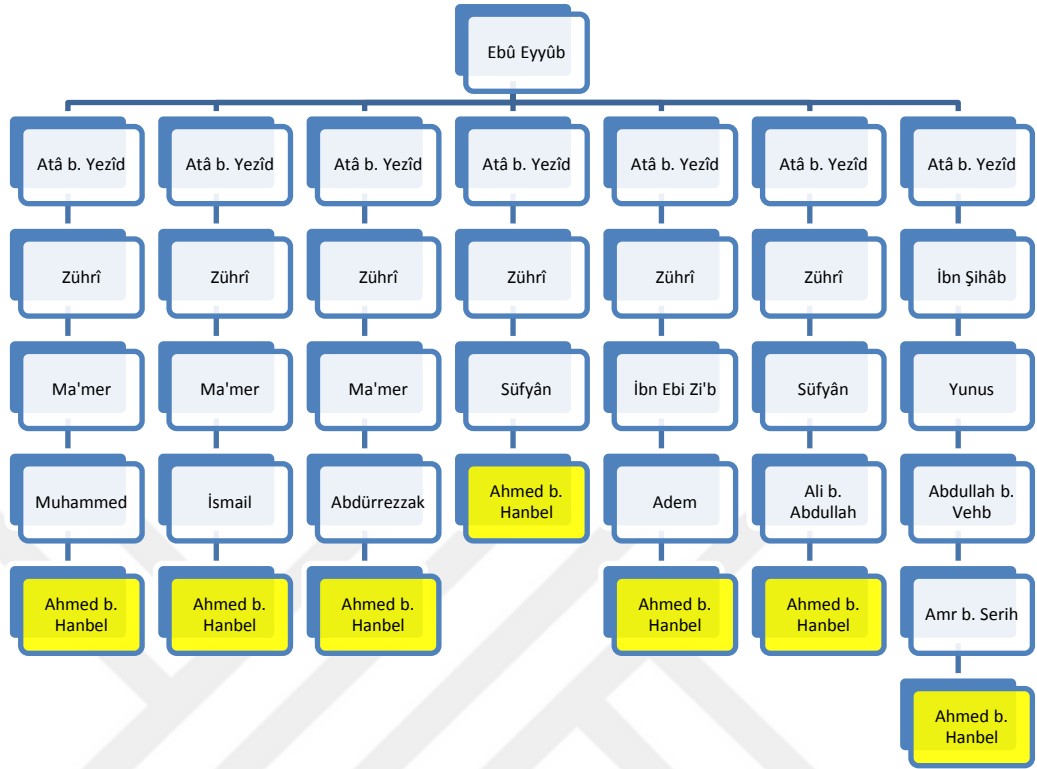 Ebû Eyyûb
Atâ b. Yezîd
Atâ b. Yezîd
Atâ b. Yezîd
Atâ b. Yezîd
Atâ b. Yezîd
Atâ b. Yezîd
Atâ b. Yezîd
Zührî
Zührî
Zührî
Zührî
Zührî
Zührî
İbn Şihâb
Ma'mer
Ma'mer
Ma'mer
Süfyân
İbn Ebi Zi'b
Süfyân
Yunus
Muhammed
İsmail
Abdürrezzak
Ahmed b.
Hanbel
Adem
Ali b.
Abdullah
Abdullah b.
Vehb
Ahmed b.
Hanbel
Ahmed b.
Hanbel
Ahmed b.
Hanbel
Ahmed b.
Hanbel
Ahmed b.
Hanbel
Amr b. Serih
Ahmed b.
Hanbel